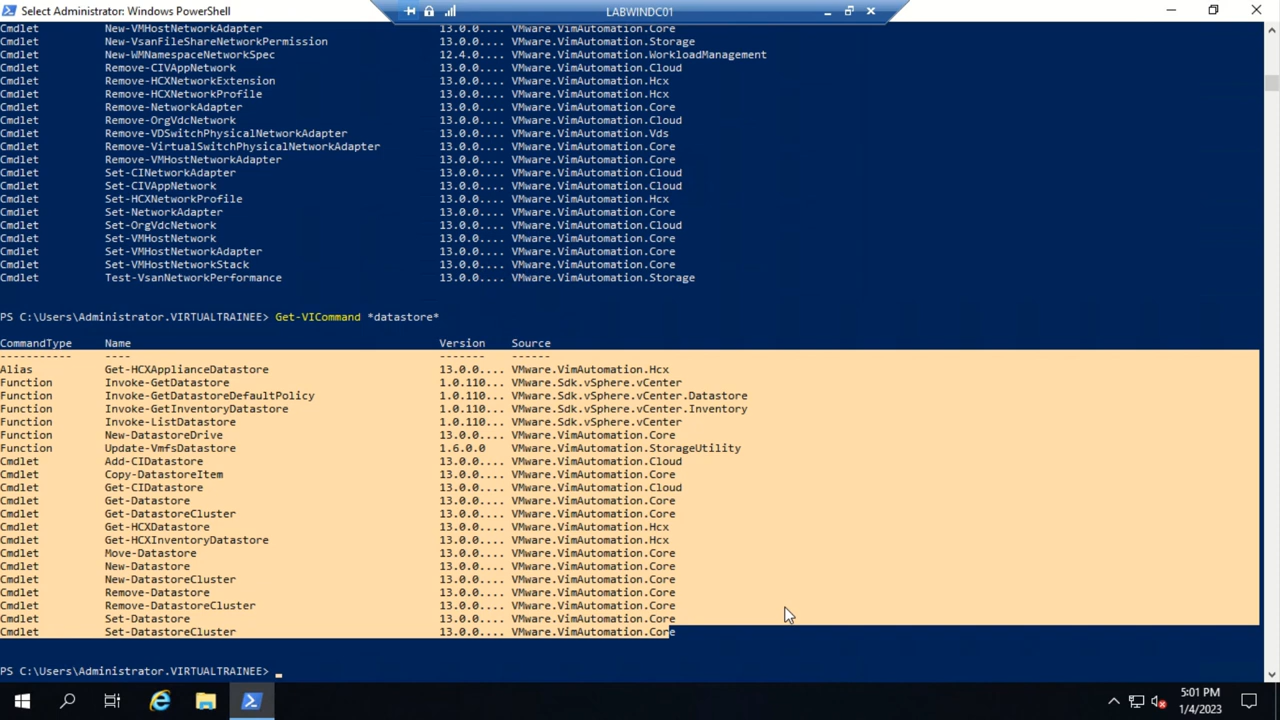 Select Administrator: Windows PowerShell
LABWINDC01
Cmdlet New-VMHostNetworkAdapter 13.0.0.... VMware.VimAutomation.Core
Cmdlet New-VsanFileShareNetworkPermission 13.0.0.... VMware.VimAutomation.Storage
Cmdlet New-WMNamespaceNetworkSpec 12.4.0.... VMware.VimAutomation.WorkloadManagement
Cmdlet Remove-CIVAppNetwork 13.0.0.... VMware.VimAutomation.Cloud
Cmdlet Remove-HCXNetworkExtension 13.0.0.... VMware.VimAutomation.Hcx
Cmdlet Remove-HCXNetworkProfile 13.0.0.... VMware.VimAutomation.Hcx
Cmdlet Remove-NetworkAdapter 13.0.0.... VMware.VimAutomation.Core
Cmdlet Remove-OrgVdcNetwork 13.0.0.... VMware.VimAutomation.Cloud
Cmdlet Remove-VDSwitchPhysicalNetworkAdapter 13.0.0.... VMware.VimAutomation.Vds
Cmdlet Remove-VirtualSwitchPhysicalNetworkAdapter 13.0.0.... VMware.VimAutomation.Core
Cmdlet Remove-VMHostNetworkAdapter 13.0.0.... VMware.VimAutomation.Core
Cmdlet Set-CINetworkAdapter 13.0.0.... VMware.VimAutomation.Cloud
Cmdlet Set-CIVAppNetwork 13.0.0.... VMware.VimAutomation.Cloud
Cmdlet Set-HCXNetworkProfile 13.0.0.... VMware.VimAutomation.Hcx
Cmdlet Set-NetworkAdapter 13.0.0.... VMware.VimAutomation.Core
Cmdlet Set-OrgVdcNetwork 13.0.0.... VMware.VimAutomation.Cloud
Cmdlet Set-VMHostNetwork 13.0.0.... VMware.VimAutomation.Core
Cmdlet Set-VMHostNetworkAdapter 13.0.0.... VMware.VimAutomation.Core
Cmdlet Set-VMHostNetworkStack 13.0.0.... VMware.VimAutomation.Core
Cmdlet Test-VsanNetworkPerformance 13.0.0.... VMware.VimAutomation.Storage
PS C:\Users\Administrator.VIRTUALTRAINEE> Get-VICommand *datastore*
CommandType Name Version Source
----------- ---- ------- ------
Alias Get-HCXApplianceDatastore 13.0.0.... VMware.VimAutomation.Hcx
Function Invoke-GetDatastore 1.0.110... VMware.Sdk.vSphere.vCenter
Function Invoke-GetDatastoreDefaultPolicy 1.0.110... VMware.Sdk.vSphere.vCenter.Datastore
Function Invoke-GetInventoryDatastore 1.0.110... VMware.Sdk.vSphere.vCenter.Inventory
Function Invoke-ListDatastore 1.0.110... VMware.Sdk.vSphere.vCenter
Function New-DatastoreDrive 13.0.0.... VMware.VimAutomation.Core
Function Update-VmfsDatastore 1.6.0.0 VMware.VimAutomation.StorageUtility
Cmdlet Add-CIDatastore 13.0.0.... VMware.VimAutomation.Cloud
Cmdlet Copy-DatastoreItem 13.0.0.... VMware.VimAutomation.Core
Cmdlet Get-CIDatastore 13.0.0.... VMware.VimAutomation.Cloud
Cmdlet Get-Datastore 13.0.0.... VMware.VimAutomation.Core
Cmdlet Get-DatastoreCluster 13.0.0.... VMware.VimAutomation.Core
Cmdlet Get-HCXDatastore 13.0.0.... VMware.VimAutomation.Hcx
Cmdlet Get-HCXInventoryDatastore 13.0.0.... VMware.VimAutomation.Hcx
Cmdlet Move-Datastore 13.0.0.... VMware.VimAutomation.Core
Cmdlet New-Datastore 13.0.0.... VMware.VimAutomation.Core
Cmdlet New-DatastoreCluster 13.0.0.... VMware.VimAutomation.Core
Cmdlet Remove-Datastore 13.0.0.... VMware.VimAutomation.Core
Cmdlet Remove-DatastoreCluster 13.0.0.... VMware.VimAutomation.Core
Cmdlet Set-Datastore 13.0.0.... VMware.VimAutomation.Core
Cmdlet Set-DatastoreCluster 13.0.0.... VMware.VimAutomation.Core
PS C:\Users\Administrator.VIRTUALTRAINEE>
5:01 PM
1/4/2023